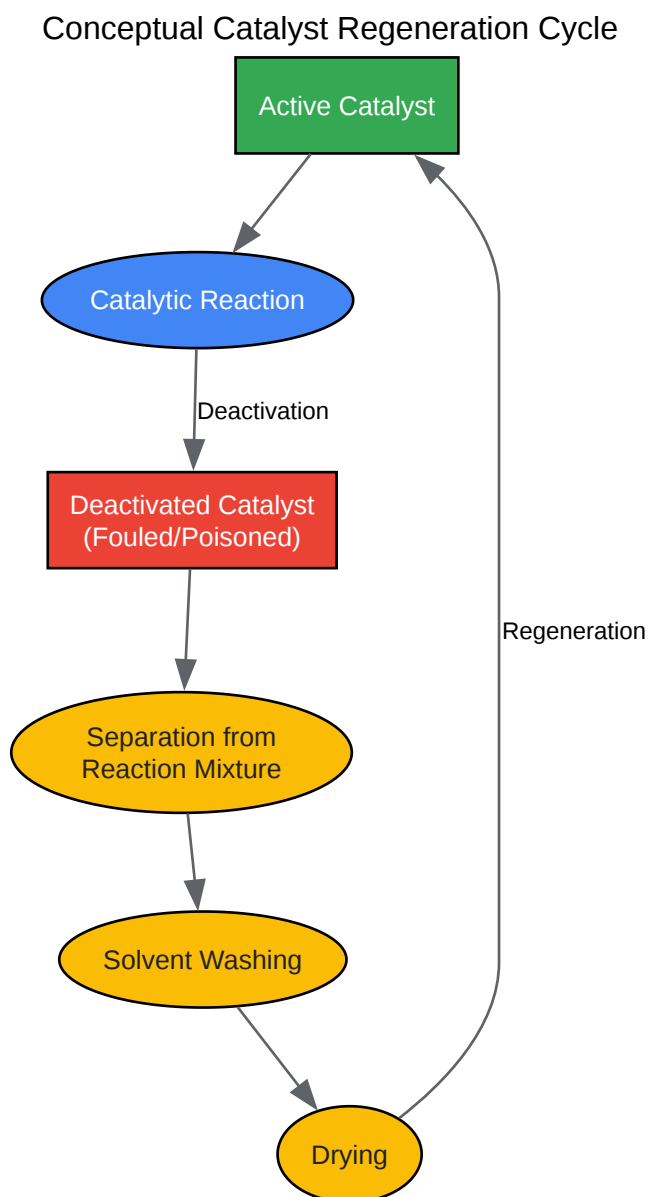 Conceptual Catalyst Regeneration Cycle
Active Catalyst
Catalytic Reaction
Deactivation
Deactivated Catalyst
(Fouled/Poisoned)
Regeneration
Separation from
Reaction Mixture
Solvent Washing
Drying